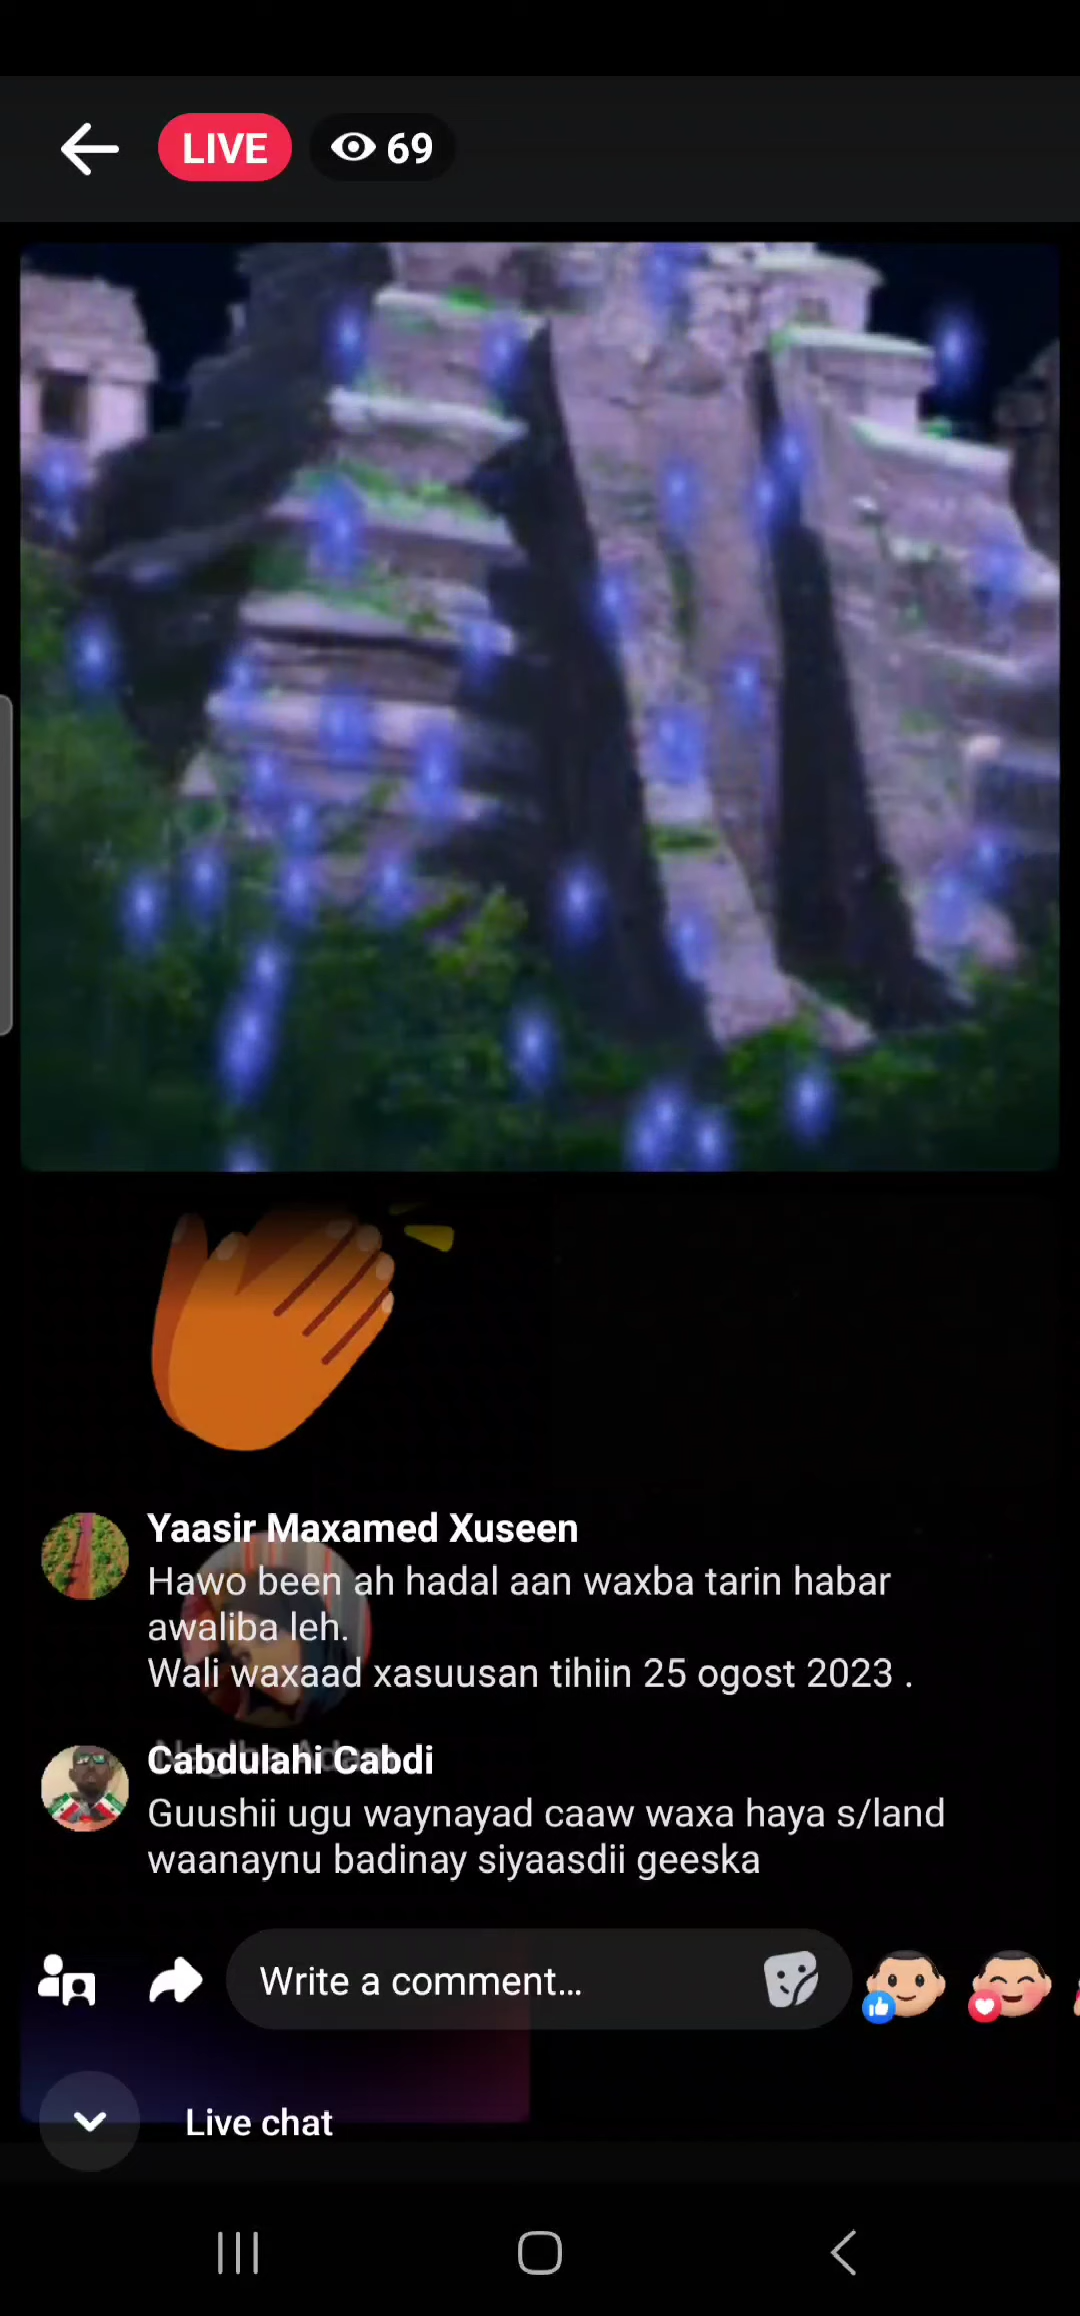 LIVE 69
Yaasir Maxamed Xuseen
Hawo been ah hadal aan waxba tarin habar
awaliba leh.
Wali waxaad xasuusan tihiin 25 ogost 2023 .
Cabdulahi Cabdi
Guushii ugu waynayad caaw waxa haya s/land
waanaynu badinay siyaasdii geeska
Write a comment...
Live chat